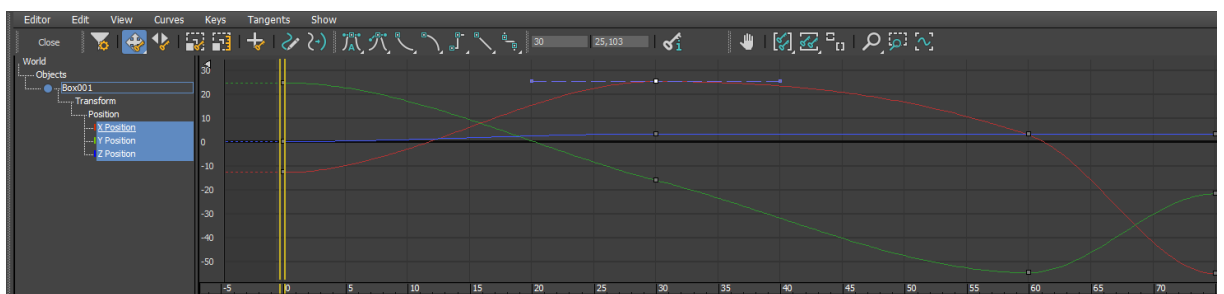 Editor Edit View Curves Keys Tangents Show
Close 30 25,103
World
Objects
Box001
Transform
Position
X Position
Y Position
Z Position
30
20
10
0
-10
-20
-30
-40
-50
-5 0 5 10 15 20 25 30 35 40 45 50 55 60 65 70